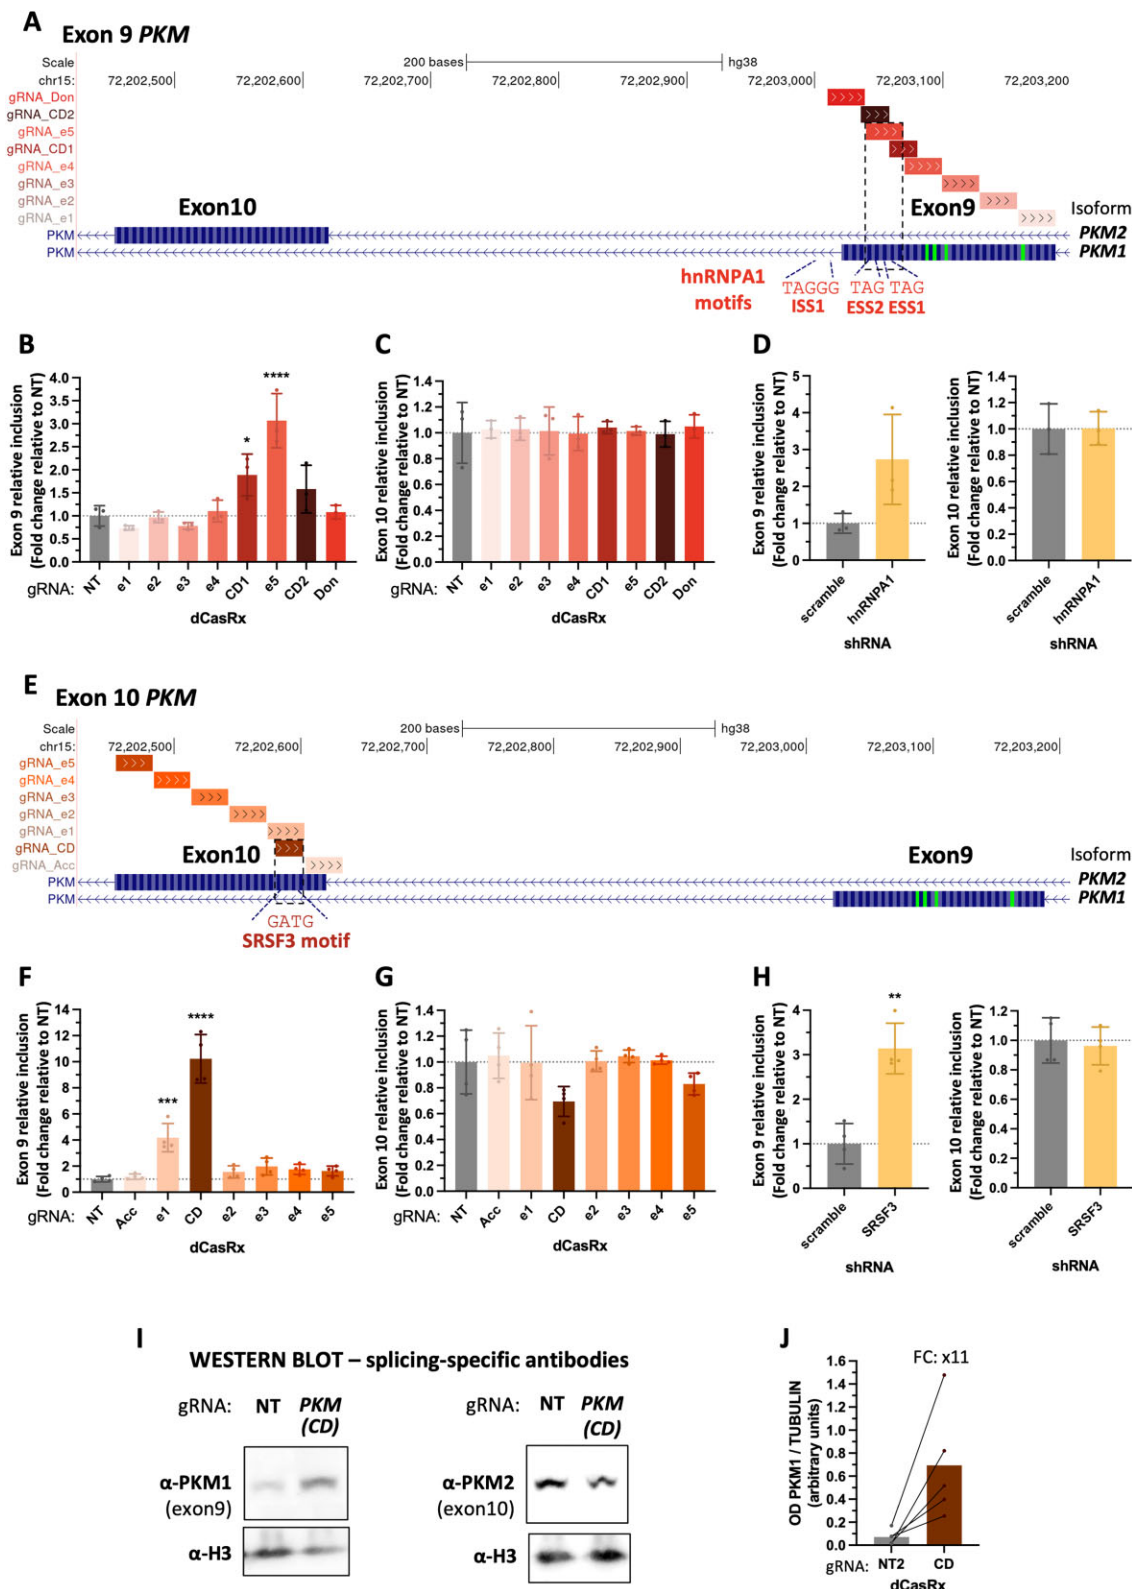 A
Exon 9 PKM
Scale
200 bases
hg38
chr15:
72,202,500
72,202,600
72,202,700
72,202,800
72,202,900
72,203,000
72,203,100
72,203,200
gRNA_Don
gRNA_CD2
gRNA_e5
gRNA_CD1
gRNA_e4
gRNA_e3
gRNA_e2
gRNA_e1
Exon10
Exon9
Isoform
PKM
PKM2
PKM
PKM1
hnRNPA1
motifs
TAGGG TAG TAG
ISS1 ESS2 ESS1
B
Exon 9 relative inclusion
(Fold change relative to NT)
4.0
3.5
3.0
2.5
2.0
1.5
1.0
0.5
0.0
*
****
gRNA: NT e1 e2 e3 e4 CD1 e5 CD2 Don
dCasRx
C
Exon 10 relative inclusion
(Fold change relative to NT)
1.4
1.2
1.0
0.8
0.6
0.4
0.2
0.0
gRNA: NT e1 e2 e3 e4 CD1 e5 CD2 Don
dCasRx
D
Exon 9 relative inclusion
(Fold change relative to NT)
5
4
3
2
1
0
scramble hnRNPA1
shRNA
Exon 10 relative inclusion
(Fold change relative to NT)
1.4
1.2
1.0
0.8
0.6
0.4
0.2
0.0
scramble hnRNPA1
shRNA
E
Exon 10 PKM
Scale
200 bases
hg38
chr15:
72,202,500
72,202,600
72,202,700
72,202,800
72,202,900
72,203,000
72,203,100
72,203,200
gRNA_e5
gRNA_e4
gRNA_e3
gRNA_e2
gRNA_e1
gRNA_CD
gRNA_Acc
Exon10
Exon9
Isoform
PKM
PKM2
PKM
PKM1
GATG
SRSF3 motif
F
Exon 9 relative inclusion
(Fold change relative to NT)
14
12
10
8
6
4
2
0
***
****
gRNA: NT Acc e1 CD e2 e3 e4 e5
dCasRx
G
Exon 10 relative inclusion
(Fold change relative to NT)
1.4
1.2
1.0
0.8
0.6
0.4
0.2
0.0
gRNA: NT Acc e1 CD e2 e3 e4 e5
dCasRx
H
Exon 9 relative inclusion
(Fold change relative to NT)
4
3
2
1
0
**
scramble SRSF3
shRNA
Exon 10 relative inclusion
(Fold change relative to NT)
1.2
1.0
0.8
0.6
0.4
0.2
0.0
scramble SRSF3
shRNA
I
WESTERN BLOT – splicing-specific antibodies
gRNA: NT PKM
(CD)
α-PKM1
(exon9)
α-H3
gRNA: NT PKM
(CD)
α-PKM2
(exon10)
α-H3
J
FC: x11
OD PKM1 / TUBULIN
(arbitrary units)
1.6
1.4
1.2
1.0
0.8
0.6
0.4
0.2
0.0
gRNA: NT2 CD
dCasRx